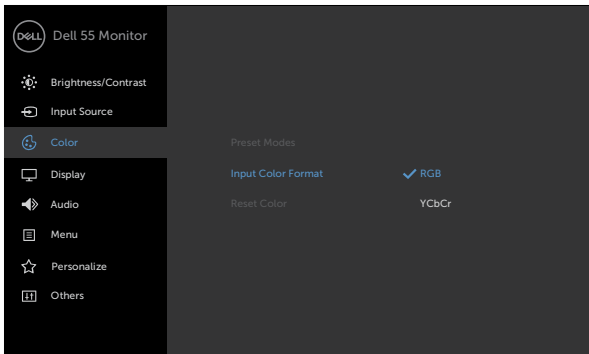 DELL Dell 55 Monitor
Brightness/Contrast
Input Source
Color
Preset Modes
Display
Input Color Format
RGB
Audio
Reset Color
YCbCr
Menu
Personalize
Others